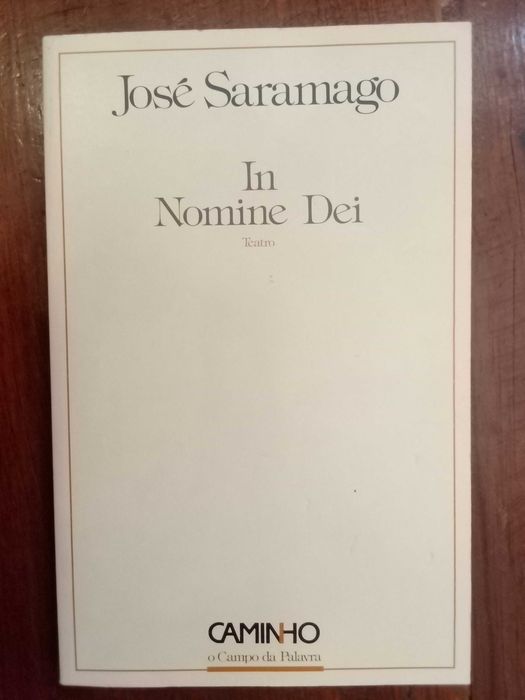 José Saramago
In
Nomine Dei
Teatro
CAMINHO
o Campo da Palavra